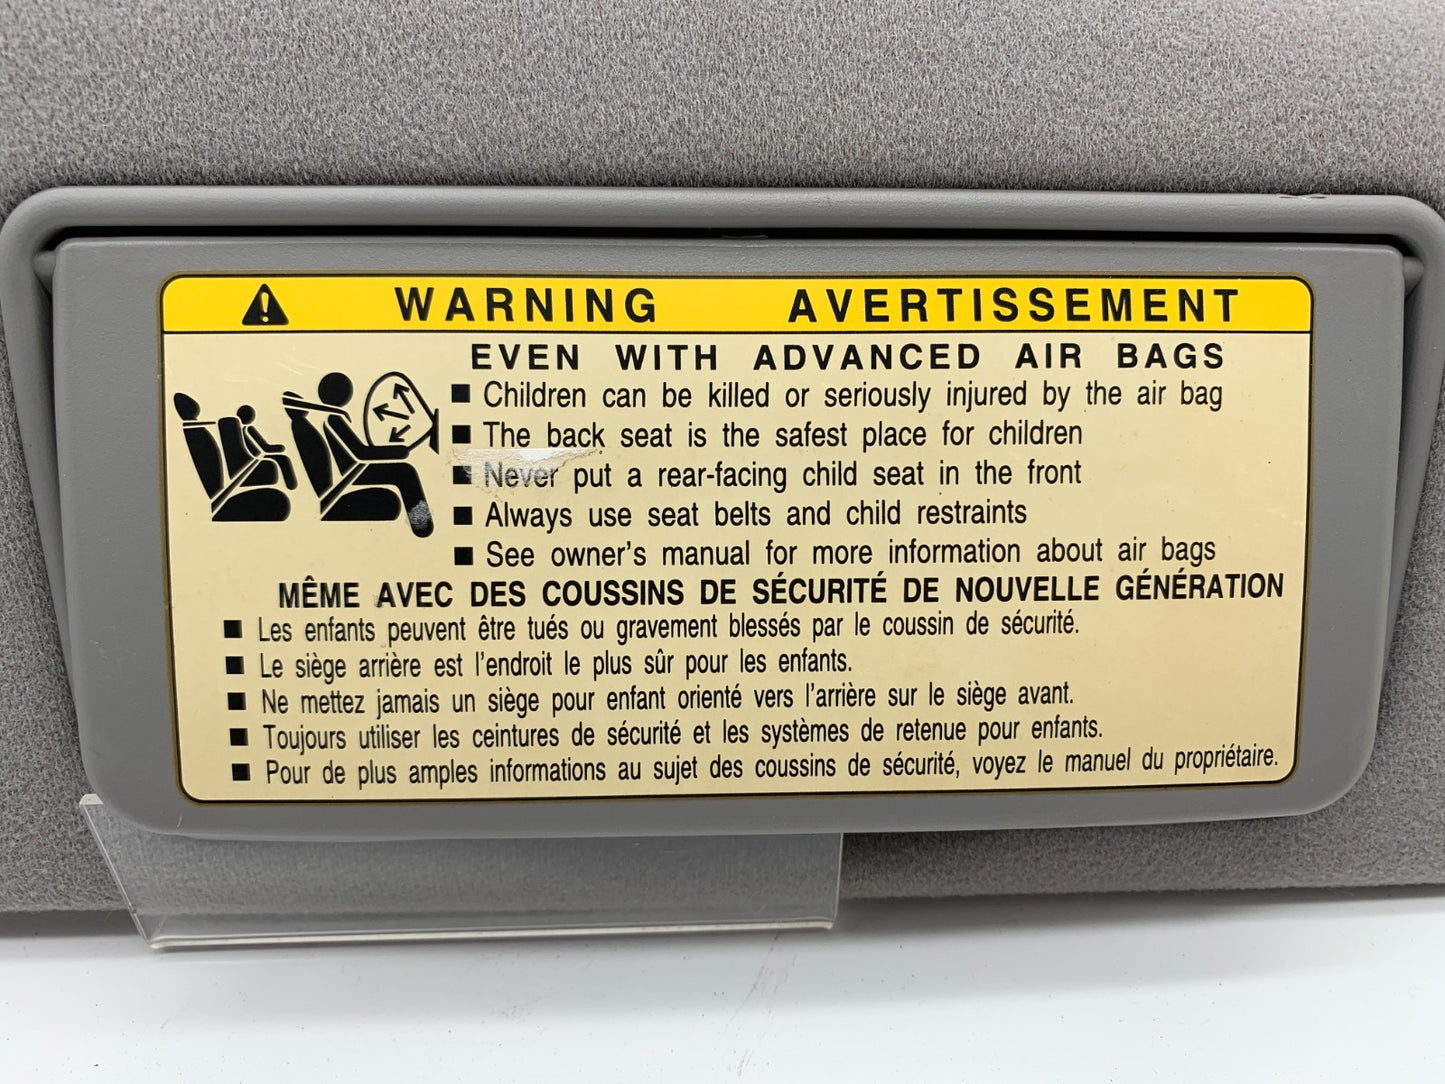 WARNING AVERTISSEMENT
EVEN WITH ADVANCED AIR BAGS
■ Children can be killed or seriously injured by the air bag
■ The back seat is the safest place for children
■ Never put a rear-facing child seat in the front
■ Always use seat belts and child restraints
■ See owner's manual for more information about air bags
MÊME AVEC DES COUSSINS DE SÉCURITÉ DE NOUVELLE GÉNÉRATION
■ Les enfants peuvent être tués ou gravement blessés par le coussin de sécurité.
■ Le siège arrière est l'endroit le plus sûr pour les enfants.
■ Ne mettez jamais un siège pour enfant orienté vers l'arrière sur le siège avant.
■ Toujours utiliser les ceintures de sécurité et les systèmes de retenue pour enfants.
■ Pour de plus amples informations au sujet des coussins de sécurité, voyez le manuel du propriétaire.